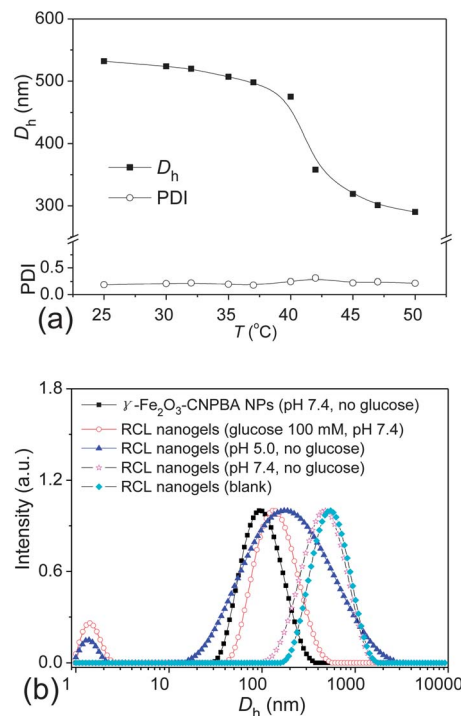 600
500
400
300
0.5
0.0
D_h (nm)
PDI
D_h
PDI
(a)
25 30 35 40 45 50
T (°C)
1.8
1.2
0.6
0.0
Intensity (a.u.)
γ-Fe₂O₃-CNPBA NPs (pH 7.4, no glucose)
RCL nanogels (glucose 100 mM, pH 7.4)
RCL nanogels (pH 5.0, no glucose)
RCL nanogels (pH 7.4, no glucose)
RCL nanogels (blank)
1 10 100 1000 10000
(b)
D_h (nm)